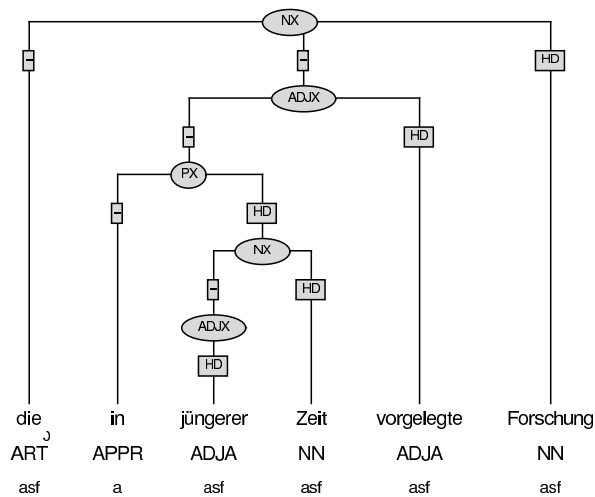 NX
- - HD
ADJX
- HD
PX
- HD
NX
- HD
ADJX
HD
die in jüngerer Zeit vorgelegte Forschung
ART APPR ADJA NN ADJA NN
asf a asf asf asf asf